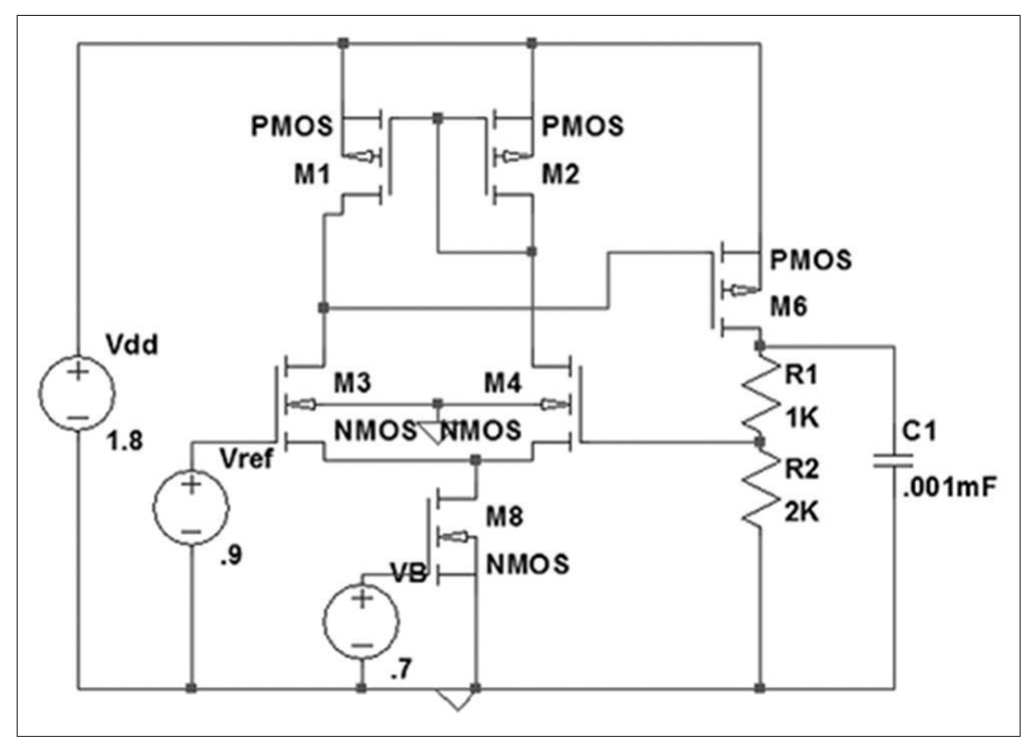 PMOS
M1
PMOS
M2
PMOS
M6
Vdd
1.8
M3
NMOS
M4
NMOS
R1
1K
Vref
.9
R2
2K
C1
.001mF
M8
NMOS
VB
.7